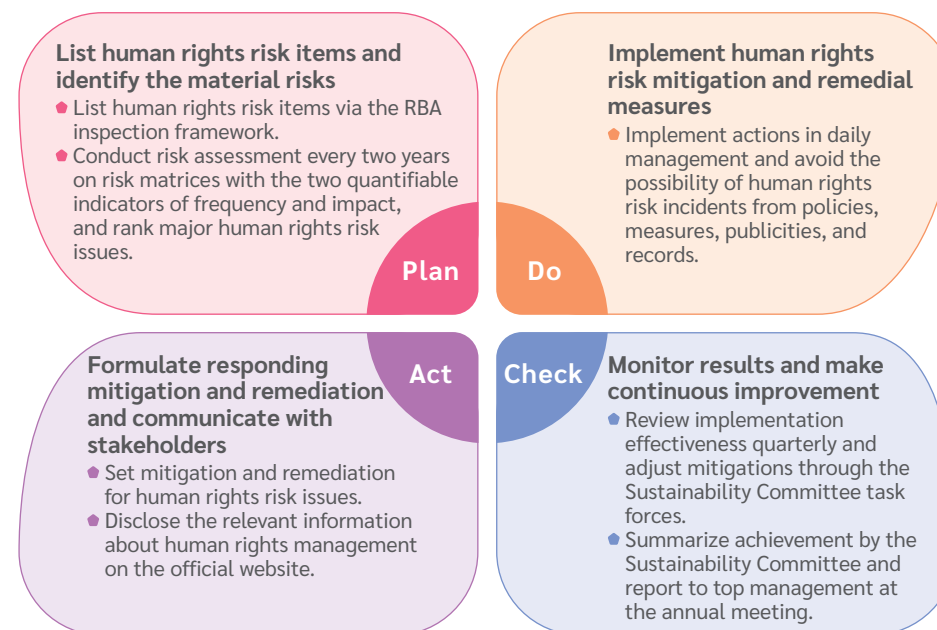 List human rights risk items and
identify the material risks
List human rights risk items via the RBA
inspection framework.
Conduct risk assessment every two years
on risk matrices with the two quantifiable
indicators of frequency and impact,
and rank major human rights risk
issues.
Plan
Implement human rights
risk mitigation and remedial
measures
Implement actions in daily
management and avoid the
possibility of human rights
risk incidents from policies,
measures, publicities, and
records.
Do
Formulate responding
mitigation and remediation
and communicate with
stakeholders
Set mitigation and remediation
for human rights risk issues.
Disclose the relevant information
about human rights management
on the official website.
Act
Check
Monitor results and make
continuous improvement
Review implementation
effectiveness quarterly and
adjust mitigations through the
Sustainability Committee task
forces.
Summarize achievement by the
Sustainability Committee and
report to top management at
the annual meeting.